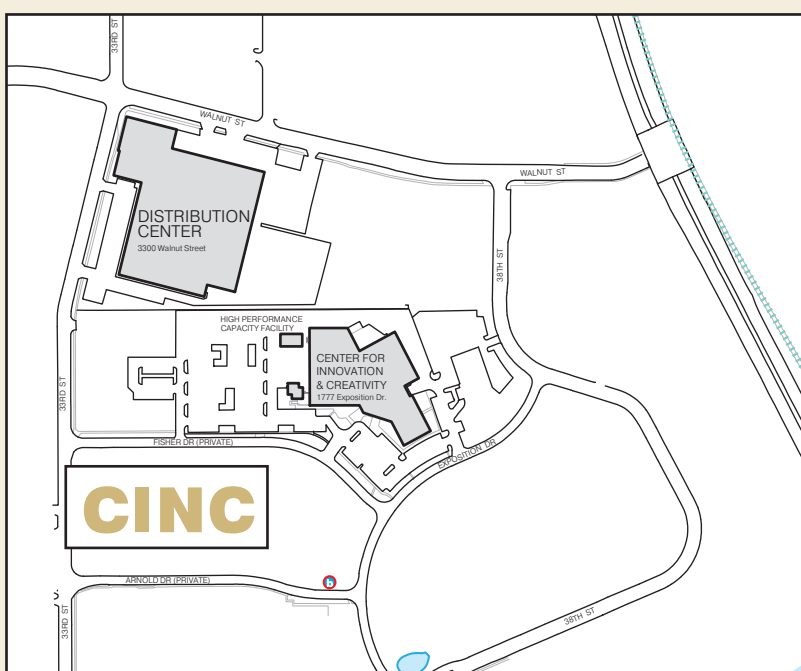 33RD ST
WALNUT ST
WALNUT ST
DISTRIBUTION
CENTER
3300 Walnut Street
38TH ST
HIGH PERFORMANCE
CAPACITY FACILITY
CENTER FOR
INNOVATION
& CREATIVITY
1777 Exposition Dr.
33RD ST
FISHER DR (PRIVATE)
EXPOSITION DR
CINC
ARNOLD DR (PRIVATE)
33RD ST
38TH ST